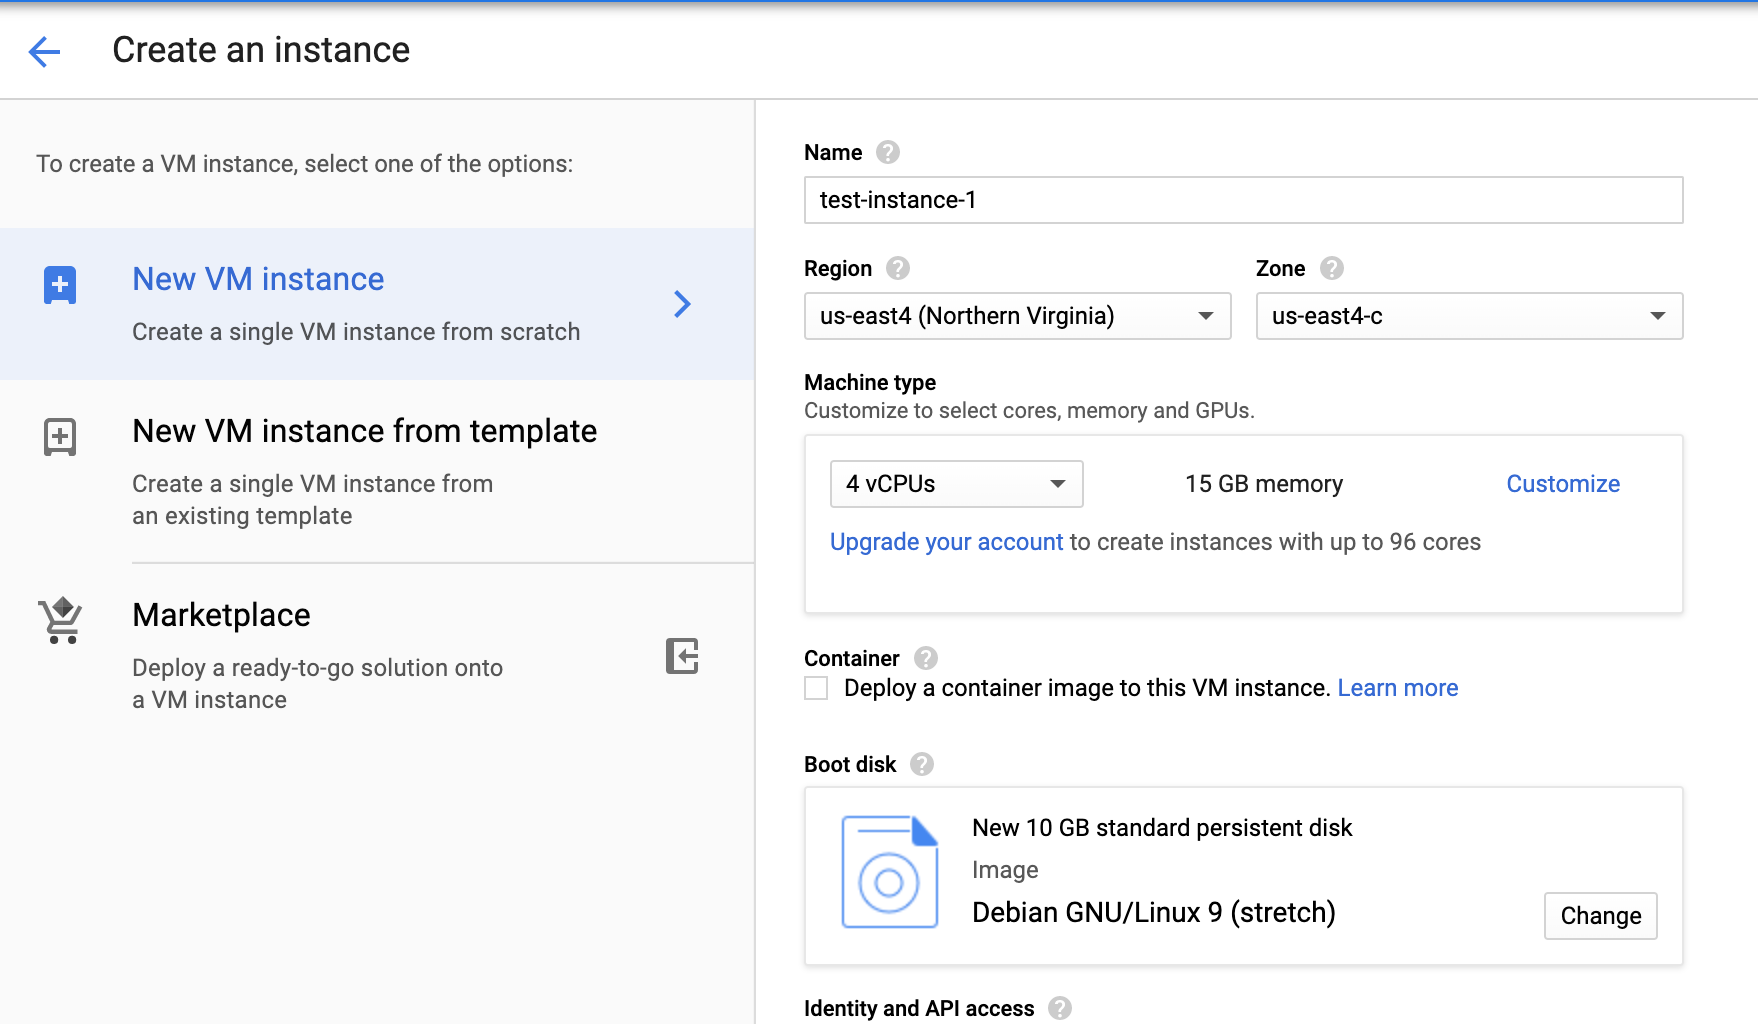 Create an instance
To create a VM instance, select one of the options:
New VM instance
Create a single VM instance from scratch
New VM instance from template
Create a single VM instance from
an existing template
Marketplace
Deploy a ready-to-go solution onto
a VM instance
Name ?
test-instance-1
Region ? Zone ?
us-east4 (Northern Virginia) us-east4-c
Machine type
Customize to select cores, memory and GPUs.
4 vCPUs 15 GB memory Customize
Upgrade your account to create instances with up to 96 cores
Container ?
Deploy a container image to this VM instance. Learn more
Boot disk ?
New 10 GB standard persistent disk
Image
Debian GNU/Linux 9 (stretch)
Change
Identity and API access ?